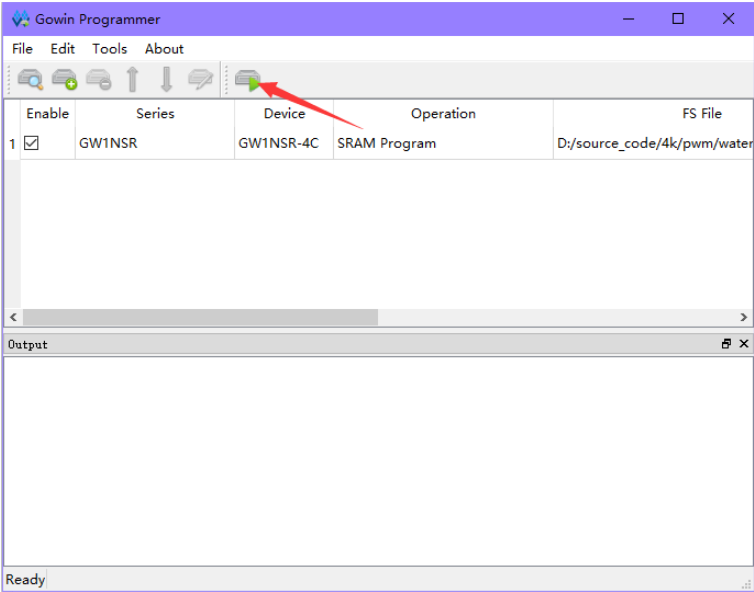 Gowin Programmer
File Edit Tools About
Enable Series Device Operation FS File
1 GW1NSR GW1NSR-4C SRAM Program D:/source_code/4k/pwm/water
Output
Ready